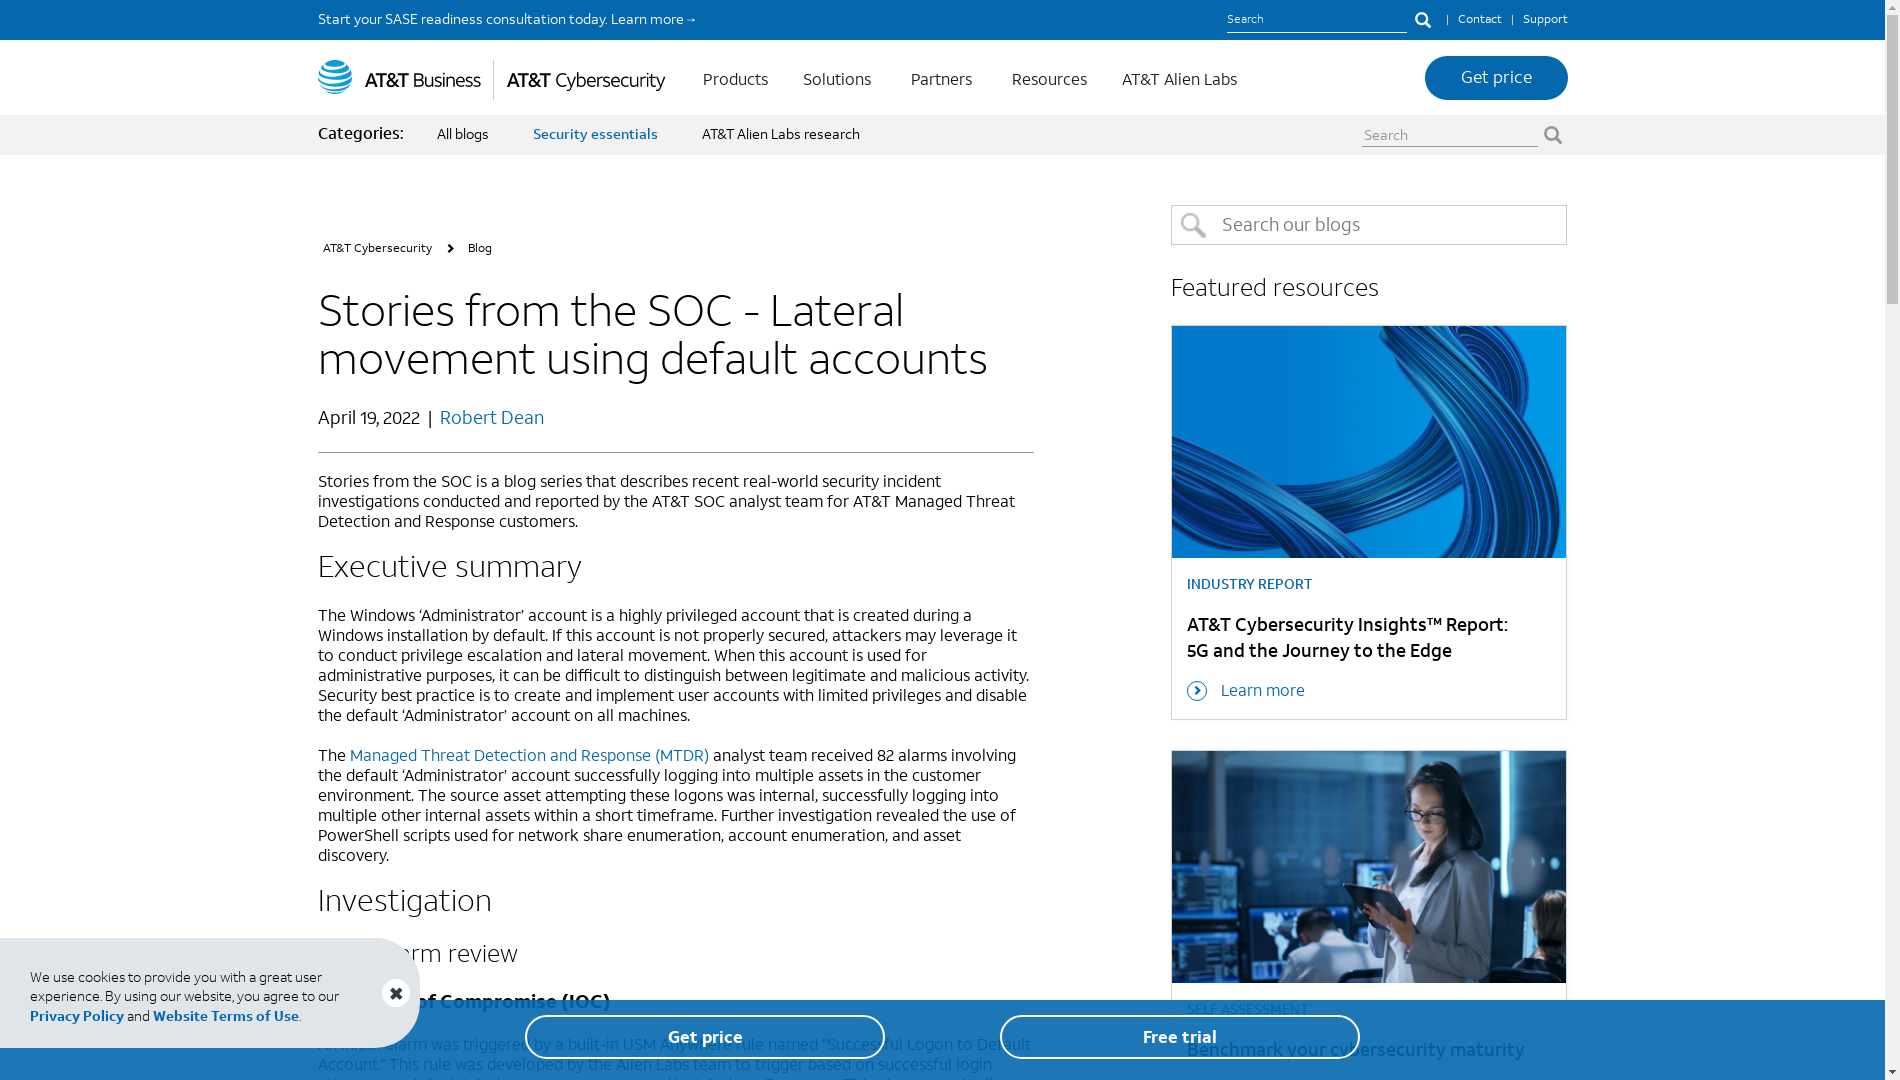 Start your SASE readiness consultation today. Learn more →
Search
| Contact | Support
AT&T Business
AT&T Cybersecurity
Products
Solutions
Partners
Resources
AT&T Alien Labs
Get price
Categories:
All blogs
Security essentials
AT&T Alien Labs research
Search
AT&T Cybersecurity
Blog
Stories from the SOC - Lateral
movement using default accounts
April 19, 2022 | Robert Dean
Stories from the SOC is a blog series that describes recent real-world security incident
investigations conducted and reported by the AT&T SOC analyst team for AT&T Managed Threat
Detection and Response customers.
Executive summary
The Windows ‘Administrator’ account is a highly privileged account that is created during a
Windows installation by default. If this account is not properly secured, attackers may leverage it
to conduct privilege escalation and lateral movement. When this account is used for
administrative purposes, it can be difficult to distinguish between legitimate and malicious activity.
Security best practice is to create and implement user accounts with limited privileges and disable
the default ‘Administrator’ account on all machines.
The Managed Threat Detection and Response (MTDR) analyst team received 82 alarms involving
the default ‘Administrator’ account successfully logging into multiple assets in the customer
environment. The source asset attempting these logons was internal, successfully logging into
multiple other internal assets within a short timeframe. Further investigation revealed the use of
PowerShell scripts used for network share enumeration, account enumeration, and asset
discovery.
Investigation
review
of Compromise (IOC)
alarm was triggered by a built-in USM Anywhere rule named “Successful Logon to Default
Account.” This rule was developed by the Alien Labs team to trigger based on successful login
Search our blogs
Featured resources
INDUSTRY REPORT
AT&T Cybersecurity Insights™ Report:
5G and the Journey to the Edge
Learn more
SELF ASSESSMENT
Benchmark your cybersecurity maturity
We use cookies to provide you with a great user
experience. By using our website, you agree to our
Privacy Policy and Website Terms of Use.
Get price
Free trial